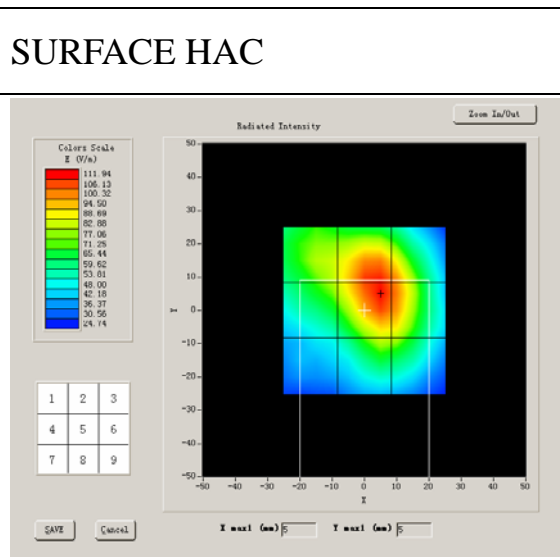 SURFACE HAC
Zoom In/Out
Radiated Intensity
Colors Scale
E (V/m)
111.94
106.13
100.32
94.50
88.69
82.88
77.06
71.25
65.44
59.62
53.81
48.00
42.18
36.37
30.56
24.74
50
40
30
20
10
0
-10
-20
-30
-40
-50
Y
-50 -40 -30 -20 -10 0 10 20 30 40 50
X
1 2 3
4 5 6
7 8 9
SAVE Cancel
X maxi (mm) 5 Y maxi (mm) 5